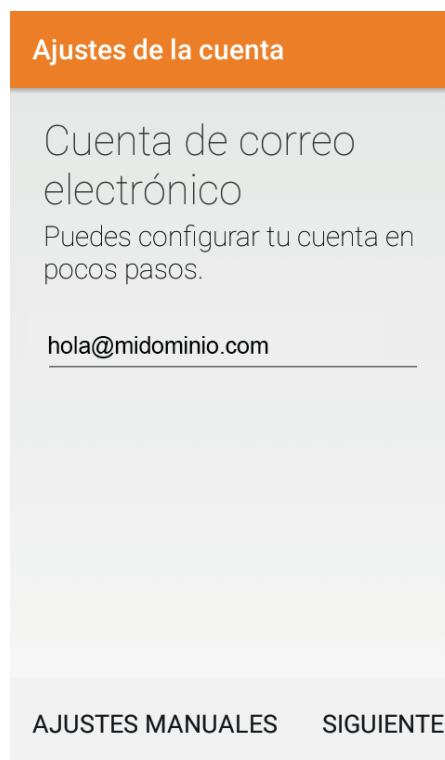 Ajustes de la cuenta
Cuenta de correo
electrónico
Puedes configurar tu cuenta en
pocos pasos.
hola@midominio.com
AJUSTES MANUALES SIGUIENTE